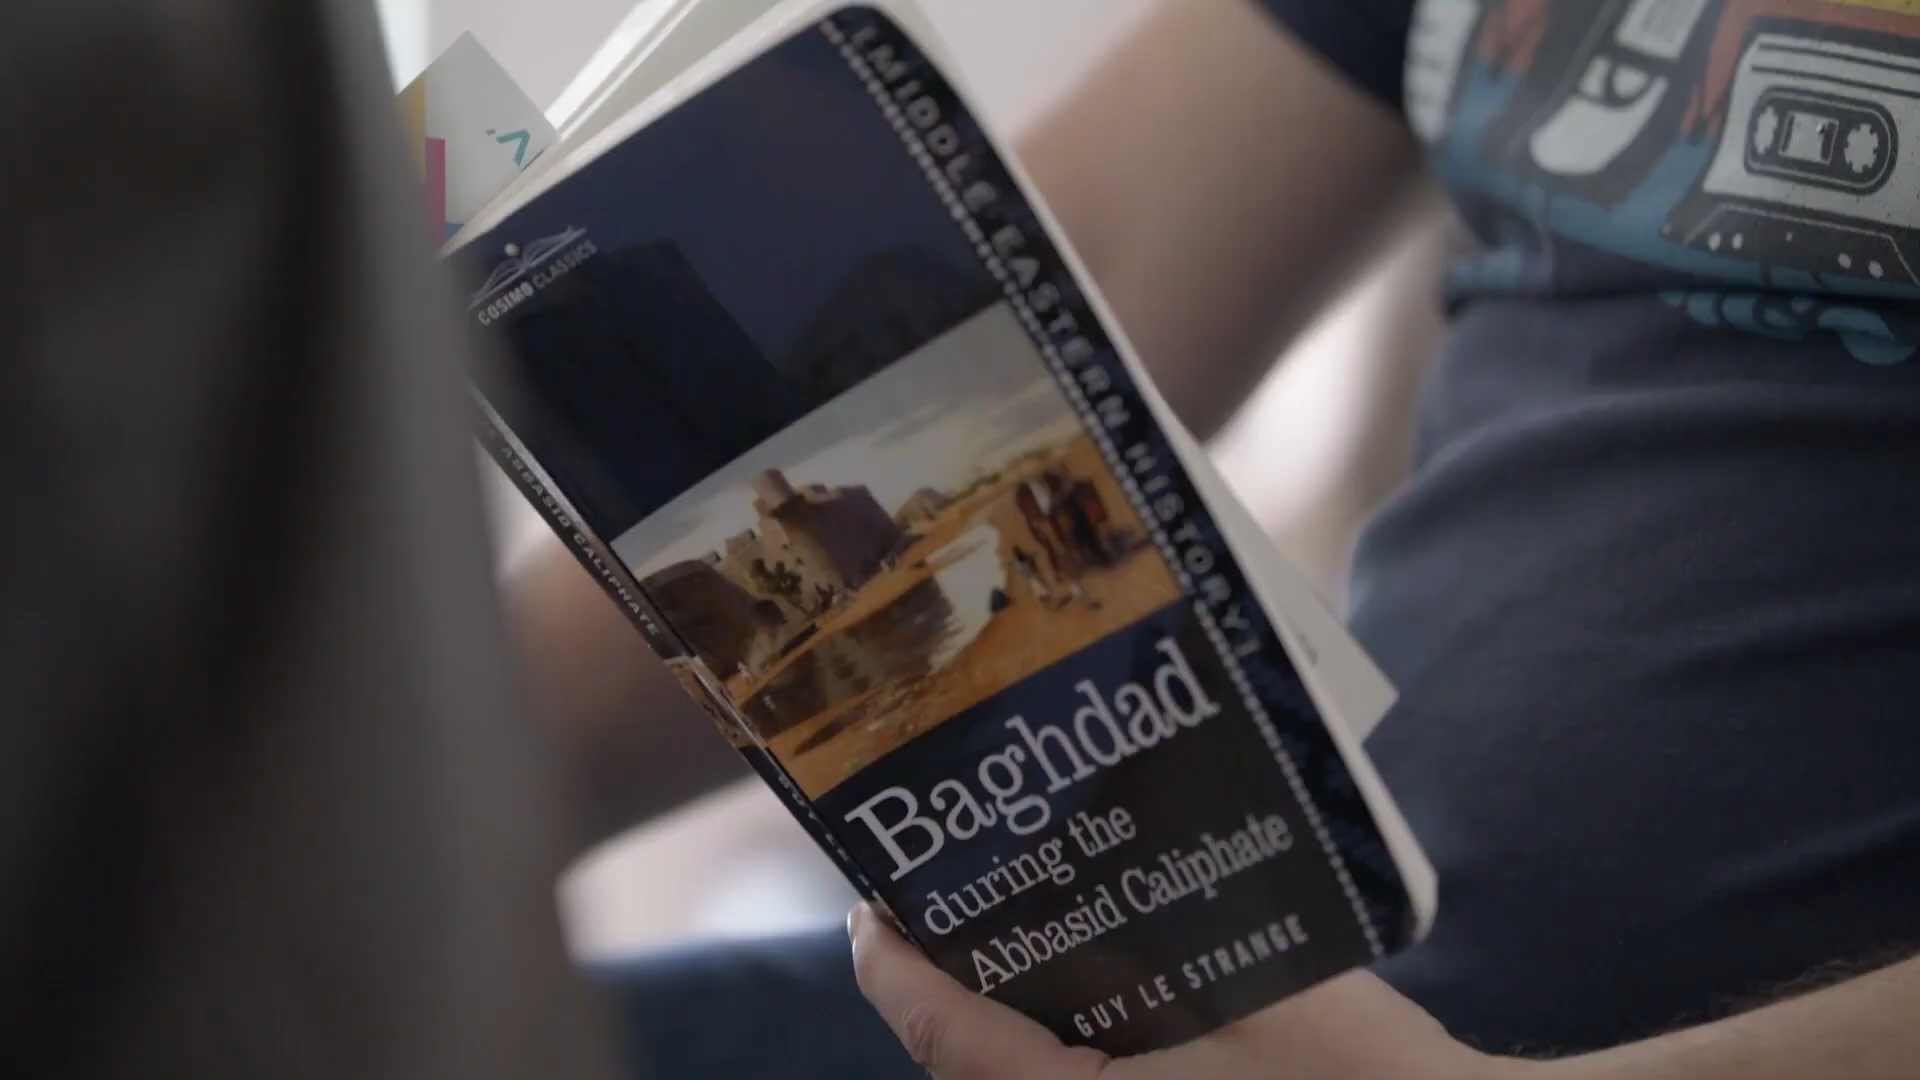 COSIMO CLASSICS
[MIDDLE EASTERN HISTORY]
Baghdad
during the
Abbasid Caliphate
GUY LE STRANGE
ABBASID CALIPHATE